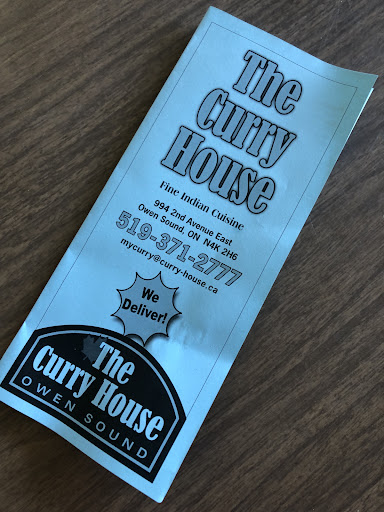 The
Curry
House
Fine Indian Cuisine
994 2nd Avenue East
Owen Sound, ON N4K 2H6
519-371-2777
mycurry@curry-house.ca
We
Deliver!
The
Curry House
OWEN SOUND